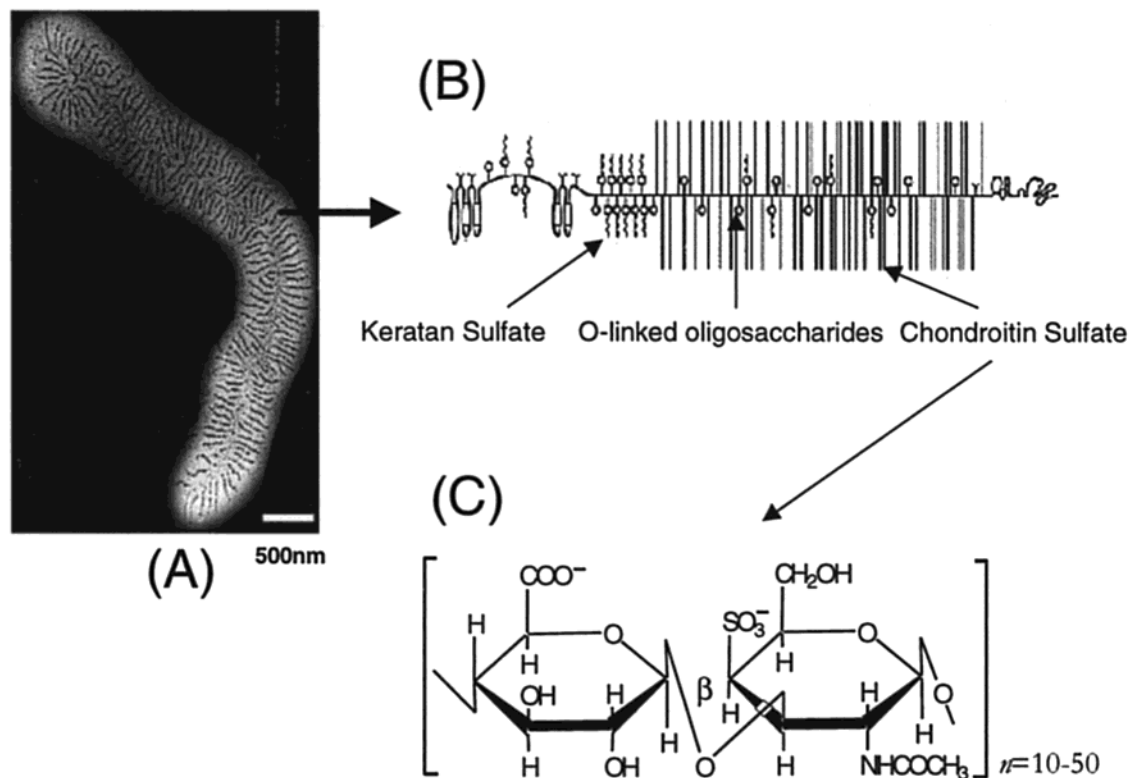 (B)
Keratan Sulfate O-linked oligosaccharides Chondroitin Sulfate
(C)
500nm
(A)
COO⁻ CH₂OH
H SO₃⁻
O O
H H
OH H β H O
H H
H OH O H NHCOCH₃ H
n=10-50